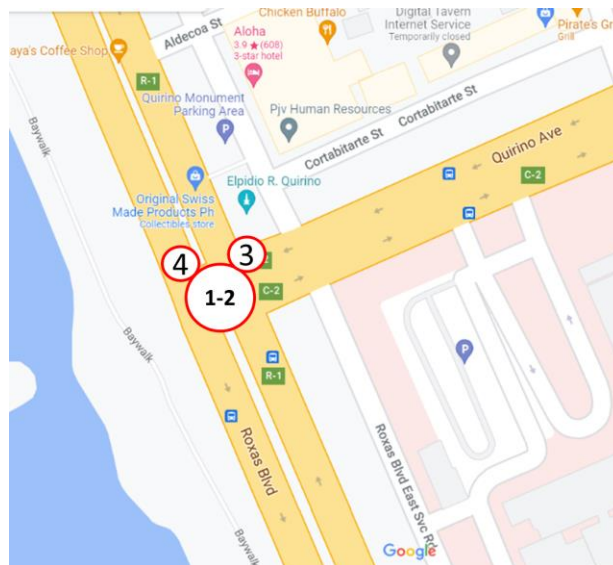 Chicken Buffalo
Digital Tavern
Internet Service
Temporarily closed
Pirate's Gr
Grill
aya's Coffee Shop
Aldecoa St
Aloha
3.9 ★ (608)
3-star hotel
R-1
Quirino Monument
Parking Area
P
Pjv Human Resources
Cortabitarte St
Cortabitarte St
Quirino Ave
C-2
Baywalk
Original Swiss
Made Products Ph
Collectibles store
Elpidio R. Quirino
4
3
1-2
C-2
Baywalk
R-1
P
Roxas Blvd
Roxas Blvd East Svc Rd
Google